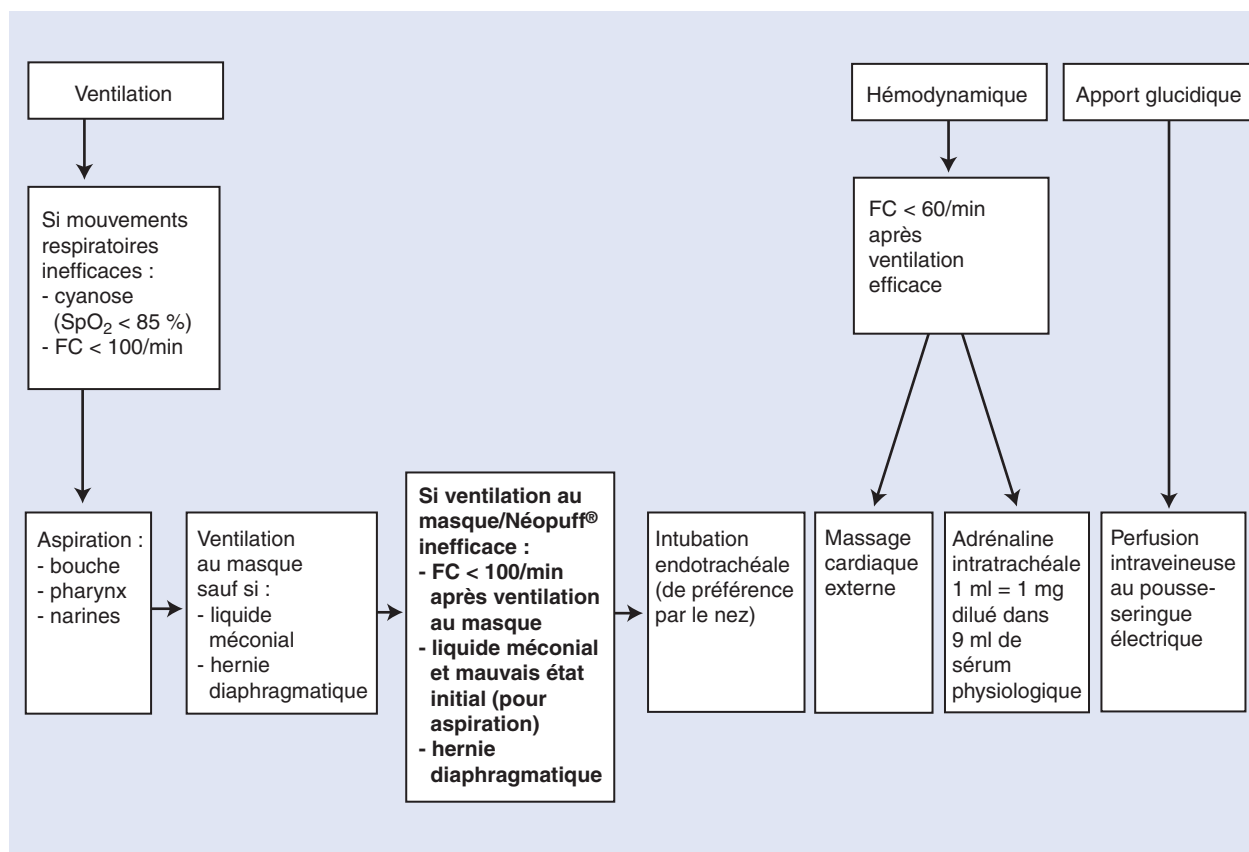 Ventilation
Si mouvements
respiratoires
inefficaces :
- cyanose
(SpO₂ < 85 %)
- FC < 100/min
Aspiration :
- bouche
- pharynx
- narines
Ventilation
au masque
sauf si :
- liquide
méconial
- hernie
diaphragmatique
Si ventilation au
masque/Néopuff®
inefficace :
- FC < 100/min
après ventilation
au masque
- liquide méconial
et mauvais état
initial (pour
aspiration)
- hernie
diaphragmatique
Intubation
endotrachéale
(de préférence
par le nez)
Hémodynamique
FC < 60/min
après
ventilation
efficace
Massage
cardiaque
externe
Adrénaline
intratrachéale
1 ml = 1 mg
dilué dans
9 ml de
sérum
physiologique
Apport glucidique
Perfusion
intraveineuse
au pousse-
seringue
électrique